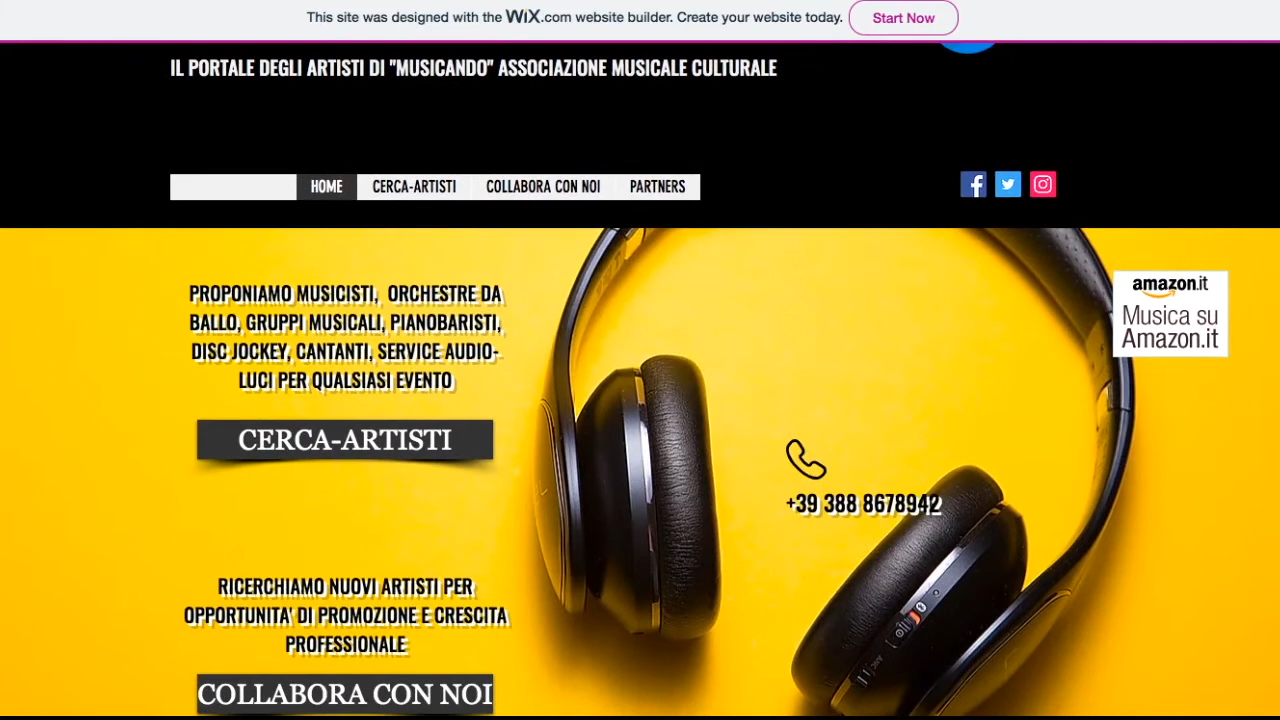 This site was designed with the WiX.com website builder. Create your website today. Start Now
IL PORTALE DEGLI ARTISTI DI "MUSICANDO" ASSOCIAZIONE MUSICALE CULTURALE
HOME CERCA-ARTISTI COLLABORA CON NOI PARTNERS
PROPONIAMO MUSICISTI, ORCHESTRE DA
BALLO, GRUPPI MUSICALI, PIANOBARISTI,
DISC JOCKEY, CANTANTI, SERVICE AUDIO-
LUCI PER QUALSIASI EVENTO
CERCA-ARTISTI
amazon.it
Musica su
Amazon.it
+39 388 8678942
RICERCHIAMO NUOVI ARTISTI PER
OPPORTUNITA' DI PROMOZIONE E CRESCITA
PROFESSIONALE
COLLABORA CON NOI